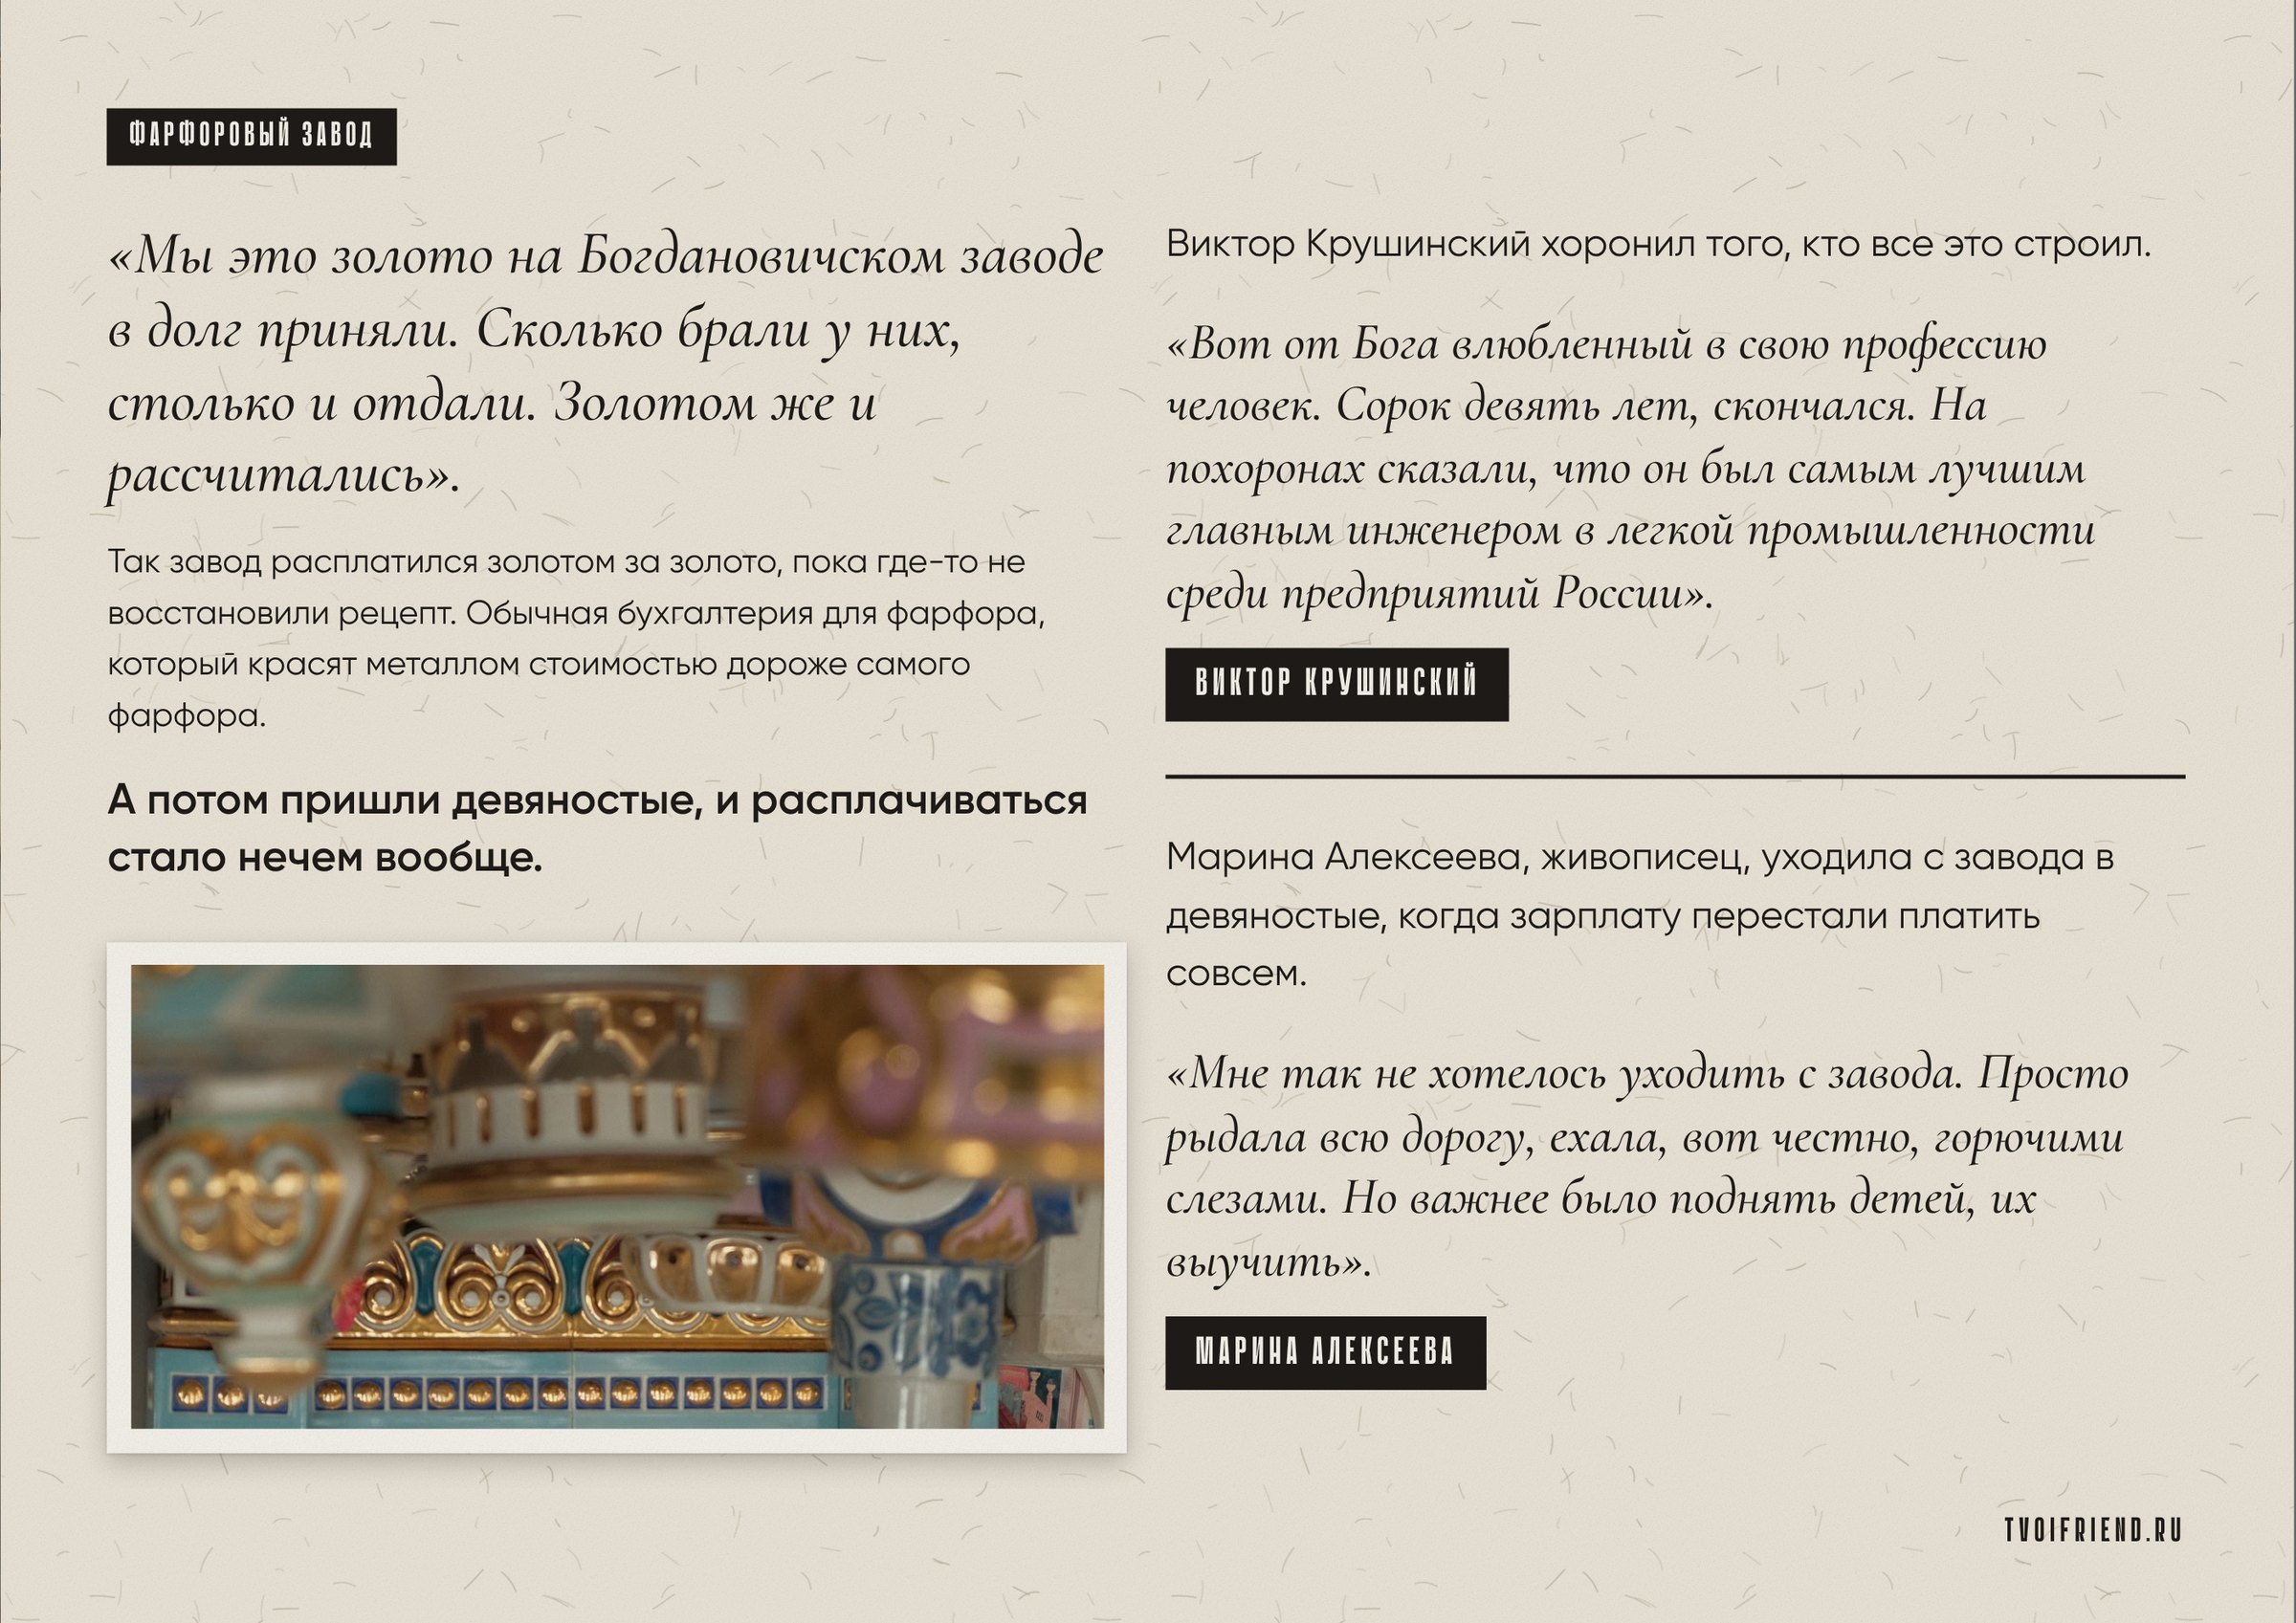 ФАРФОРОВЫЙ ЗАВОД
«Мы это золото на Богдановичском заводе
в долг приняли. Сколько брали у них,
столько и отдали. Золотом же и
рассчитались».
Так завод расплатился золотом за золото, пока где-то не
восстановили рецепт. Обычная бухгалтерия для фарфора,
который красят металлом стоимостью дороже самого
фарфора.
А потом пришли девяностые, и расплачиваться
стало нечем вообще.
Виктор Крушинский хоронил того, кто все это строил.
«Вот от Бога влюбленный в свою профессию
человек. Сорок девять лет, скончался. На
похоронах сказали, что он был самым лучшим
главным инженером в легкой промышленности
среди предприятий России».
ВИКТОР КРУШИНСКИЙ
Марина Алексеева, живописец, уходила с завода в
девяностые, когда зарплату перестали платить
совсем.
«Мне так не хотелось уходить с завода. Просто
рыдала всю дорогу, ехала, вот честно, горючими
слезами. Но важнее было поднять детей, их
выучить».
МАРИНА АЛЕКСЕЕВА
TVOIFRIEND.RU